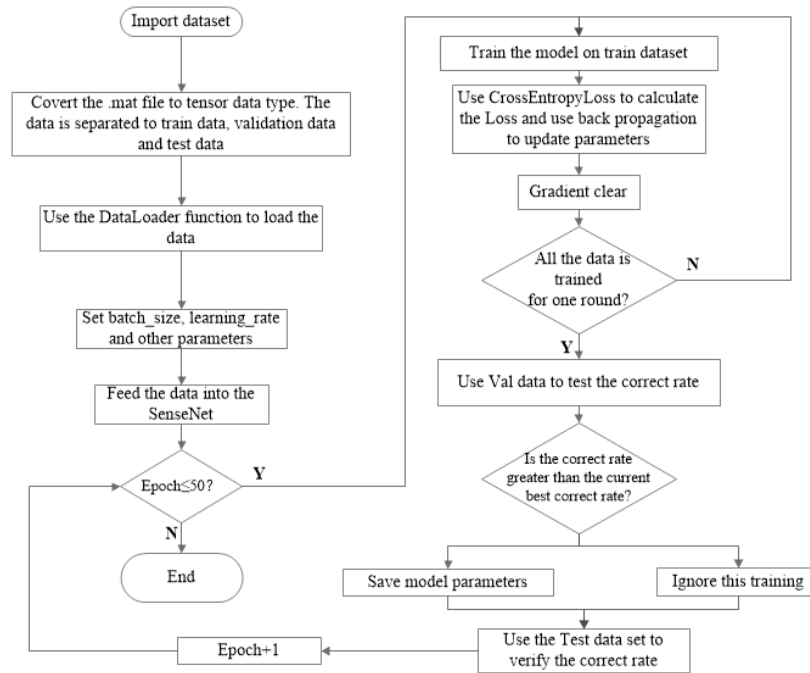 Import dataset
Covert the .mat file to tensor data type. The
data is separated to train data, validation data
and test data
Use the DataLoader function to load the
data
Set batch_size, learning_rate
and other parameters
Feed the data into the
SenseNet
Epoch≤50?
Y
N
End
Train the model on train dataset
Use CrossEntropyLoss to calculate
the Loss and use back propagation
to update parameters
Gradient clear
All the data is
trained
for one round?
N
Y
Use Val data to test the correct rate
Is the correct rate
greater than the current
best correct rate?
Save model parameters
Ignore this training
Use the Test data set to
verify the correct rate
Epoch+1